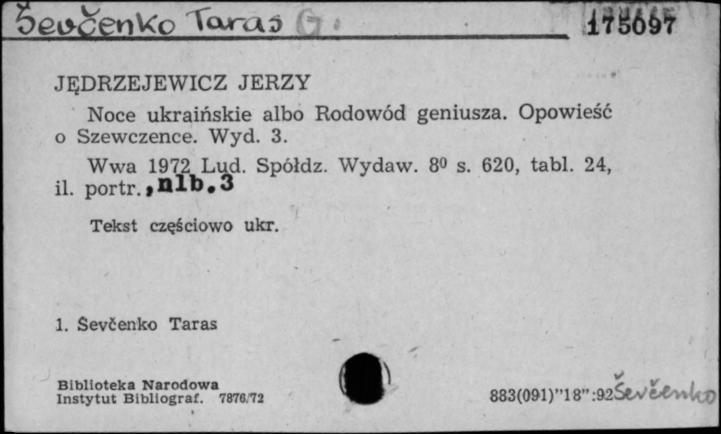 Ševčenko Taras G.
175097
JĘDRZEJEWICZ JERZY
Noce ukraińskie albo Rodowód geniusza. Opowieść
o Szewczence. Wyd. 3.
Wwa 1972 Lud. Spółdz. Wydaw. 8⁰ s. 620, tabl. 24,
il. portr., nlb. 3
Tekst częściowo ukr.
1. Ševčenko Taras
Biblioteka Narodowa
Instytut Bibliograf. 7876/72
883(091)"18":92Ševčenko